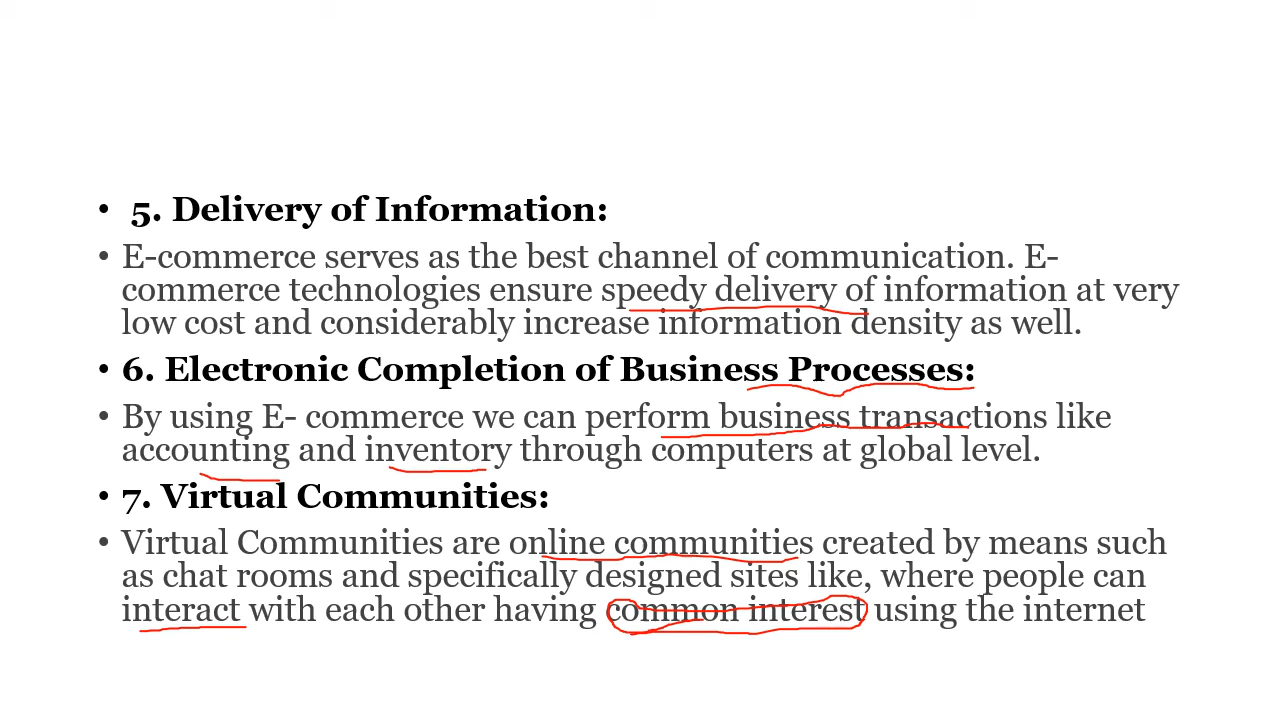 • 5. Delivery of Information:
• E-commerce serves as the best channel of communication. E-
commerce technologies ensure speedy delivery of information at very
low cost and considerably increase information density as well.
• 6. Electronic Completion of Business Processes:
• By using E- commerce we can perform business transactions like
accounting and inventory through computers at global level.
• 7. Virtual Communities:
• Virtual Communities are online communities created by means such
as chat rooms and specifically designed sites like, where people can
interact with each other having common interest using the internet